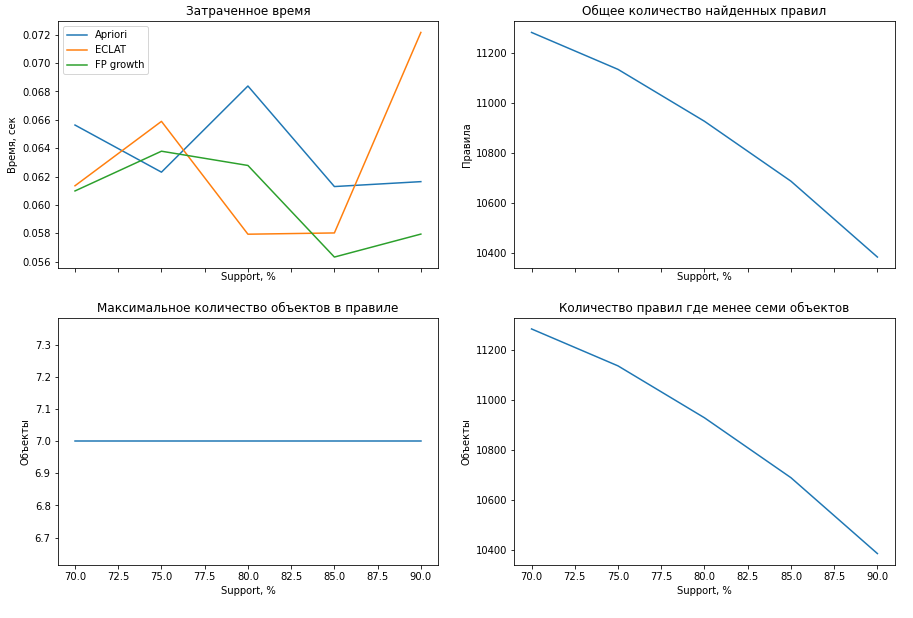 Затраченное время
Время, сек
0.072
0.070
0.068
0.066
0.064
0.062
0.060
0.058
0.056
Apriori
ECLAT
FP growth
Support, %
Общее количество найденных правил
Правила
11200
11000
10800
10600
10400
Support, %
Максимальное количество объектов в правиле
Объекты
7.3
7.2
7.1
7.0
6.9
6.8
6.7
70.0 72.5 75.0 77.5 80.0 82.5 85.0 87.5 90.0
Support, %
Количество правил где менее семи объектов
Объекты
11200
11000
10800
10600
10400
70.0 72.5 75.0 77.5 80.0 82.5 85.0 87.5 90.0
Support, %